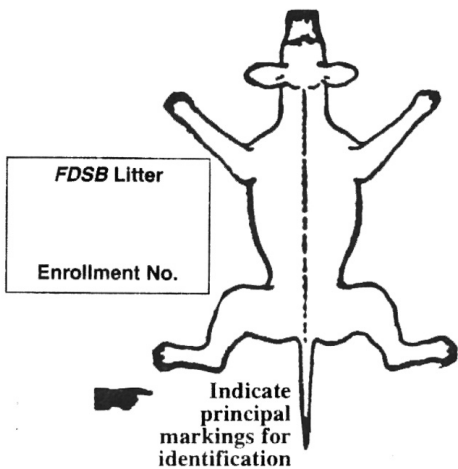 FDSB Litter
Enrollment No.
Indicate
principal
markings for
identification